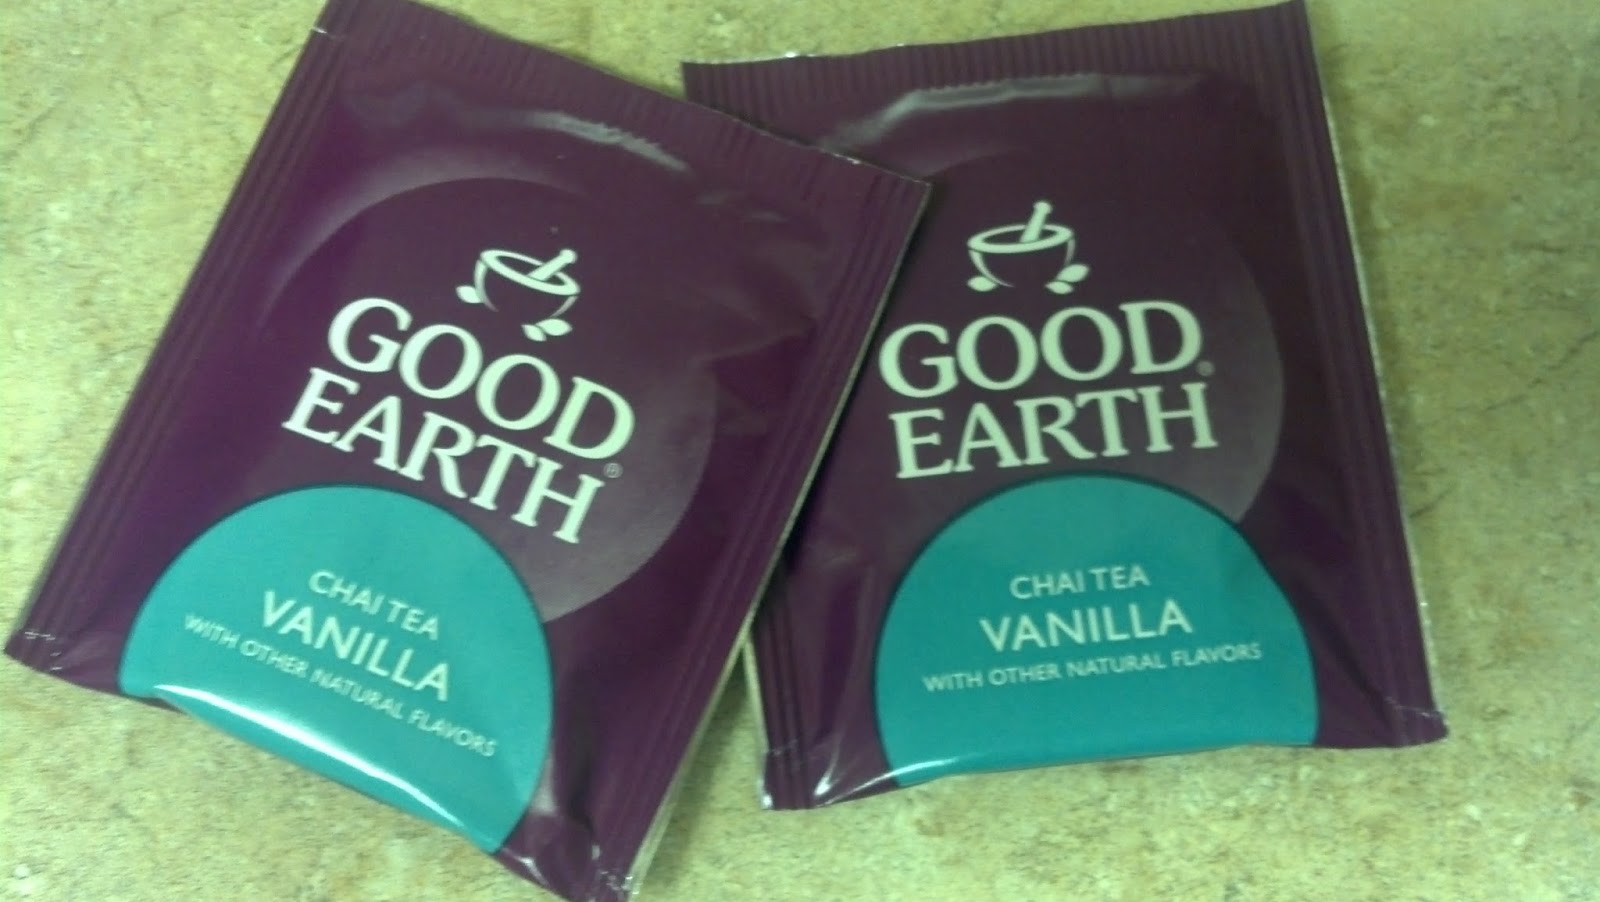 GOOD
EARTH®
CHAI TEA
VANILLA
WITH OTHER NATURAL FLAVORS
GOOD®
EARTH
CHAI TEA
VANILLA
WITH OTHER NATURAL FLAVORS